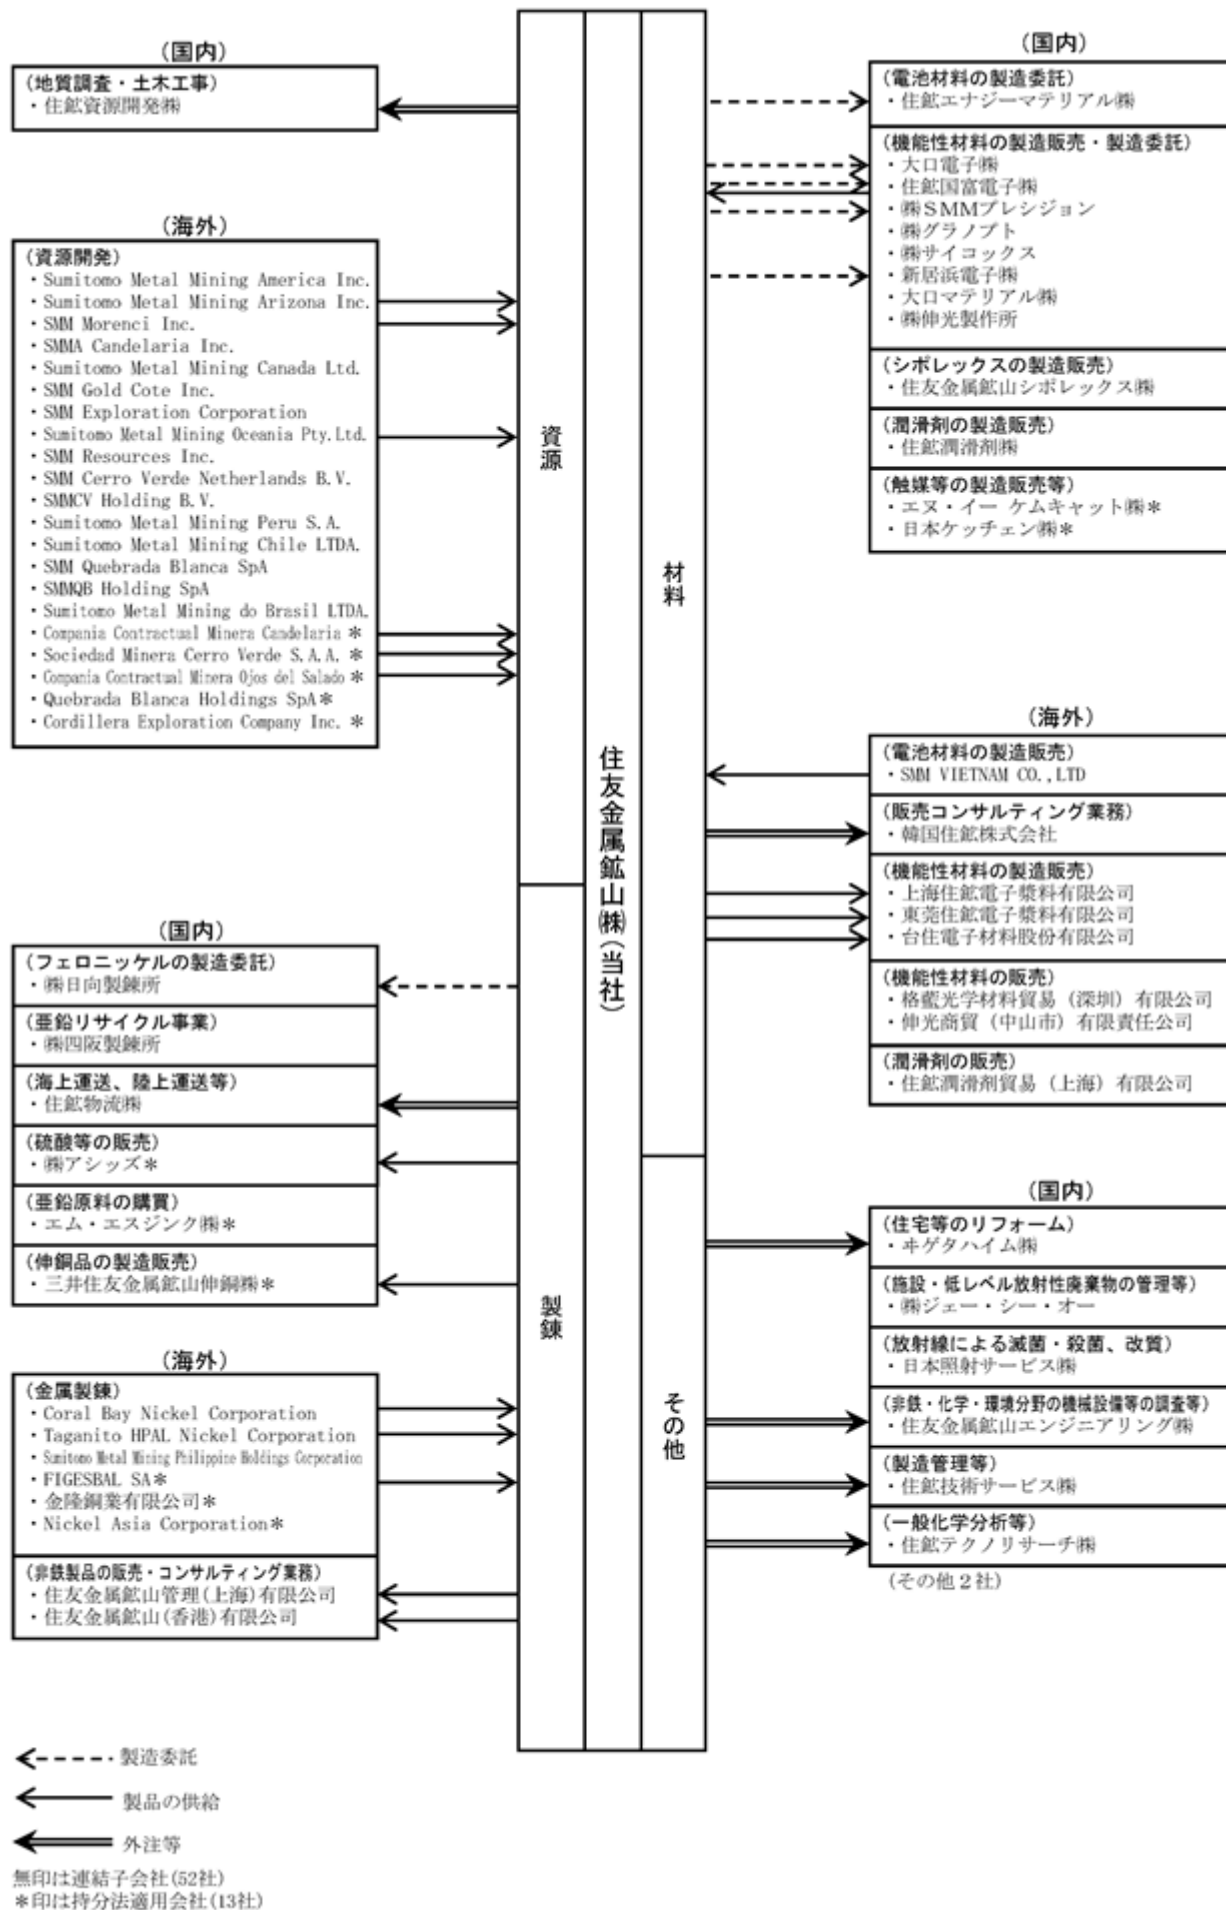 (国内)
(地質調査・土木工事)
・住鉱資源開発㈱
(海外)
(資源開発)
・Sumitomo Metal Mining America Inc.
・Sumitomo Metal Mining Arizona Inc.
・SMM Morenci Inc.
・SMMA Candelaria Inc.
・Sumitomo Metal Mining Canada Ltd.
・SMM Gold Cote Inc.
・SMM Exploration Corporation
・Sumitomo Metal Mining Oceania Pty.Ltd.
・SMM Resources Inc.
・SMM Cerro Verde Netherlands B.V.
・SMMCV Holding B.V.
・Sumitomo Metal Mining Peru S.A.
・Sumitomo Metal Mining Chile LTDA.
・SMM Quebrada Blanca SpA
・SMMQB Holding SpA
・Sumitomo Metal Mining do Brasil LTDA.
・Compania Contractual Minera Candelaria *
・Sociedad Minera Cerro Verde S.A.A. *
・Compania Contractual Minera Ojos del Salado *
・Quebrada Blanca Holdings SpA*
・Cordillera Exploration Company Inc. *
(国内)
(フェロニッケルの製造委託)
・㈱日向製錬所
(亜鉛リサイクル事業)
・㈱四阪製錬所
(海上運送、陸上運送等)
・住鉱物流㈱
(硫酸等の販売)
・㈱アシッズ*
(亜鉛原料の購買)
・エム・エスジンク㈱*
(伸銅品の製造販売)
・三井住友金属鉱山伸銅㈱*
(海外)
(金属製錬)
・Coral Bay Nickel Corporation
・Taganito HPAL Nickel Corporation
・Sumitomo Metal Mining Philippine Holdings Corporation
・FIGESBAL SA*
・金隆銅業有限公司*
・Nickel Asia Corporation*
(非鉄製品の販売・コンサルティング業務)
・住友金属鉱山管理(上海)有限公司
・住友金属鉱山(香港)有限公司
資源
製錬
住友金属鉱山㈱(当社)
材料
その他
(国内)
(電池材料の製造委託)
・住鉱エナジーマテリアル㈱
(機能性材料の製造販売・製造委託)
・大口電子㈱
・住鉱国富電子㈱
・㈱SMMプレシジョン
・㈱グラノプト
・㈱サイコックス
・新居浜電子㈱
・大口マテリアル㈱
・㈱伸光製作所
(シポレックスの製造販売)
・住友金属鉱山シポレックス㈱
(潤滑剤の製造販売)
・住鉱潤滑剤㈱
(触媒等の製造販売等)
・エヌ・イー ケムキャット㈱*
・日本ケッチェン㈱*
(海外)
(電池材料の製造販売)
・SMM VIETNAM CO.,LTD
(販売コンサルティング業務)
・韓国住鉱株式会社
(機能性材料の製造販売)
・上海住鉱電子漿料有限公司
・東莞住鉱電子漿料有限公司
・台住電子材料股份有限公司
(機能性材料の販売)
・格藍光学材料貿易(深圳)有限公司
・伸光商貿(中山市)有限責任公司
(潤滑剤の販売)
・住鉱潤滑剤貿易(上海)有限公司
(国内)
(住宅等のリフォーム)
・ヰゲタハイム㈱
(施設・低レベル放射性廃棄物の管理等)
・㈱ジェー・シー・オー
(放射線による滅菌・殺菌、改質)
・日本照射サービス㈱
(非鉄・化学・環境分野の機械設備等の調査等)
・住友金属鉱山エンジニアリング㈱
(製造管理等)
・住鉱技術サービス㈱
(一般化学分析等)
・住鉱テクノリサーチ㈱
(その他2社)
製造委託
製品の供給
外注等
無印は連結子会社(52社)
*印は持分法適用会社(13社)